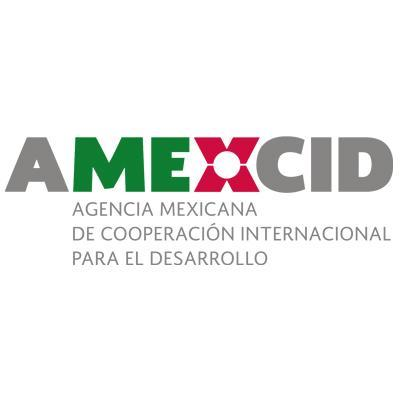 AMEXCID
AGENCIA MEXICANA
DE COOPERACIÓN INTERNACIONAL
PARA EL DESARROLLO